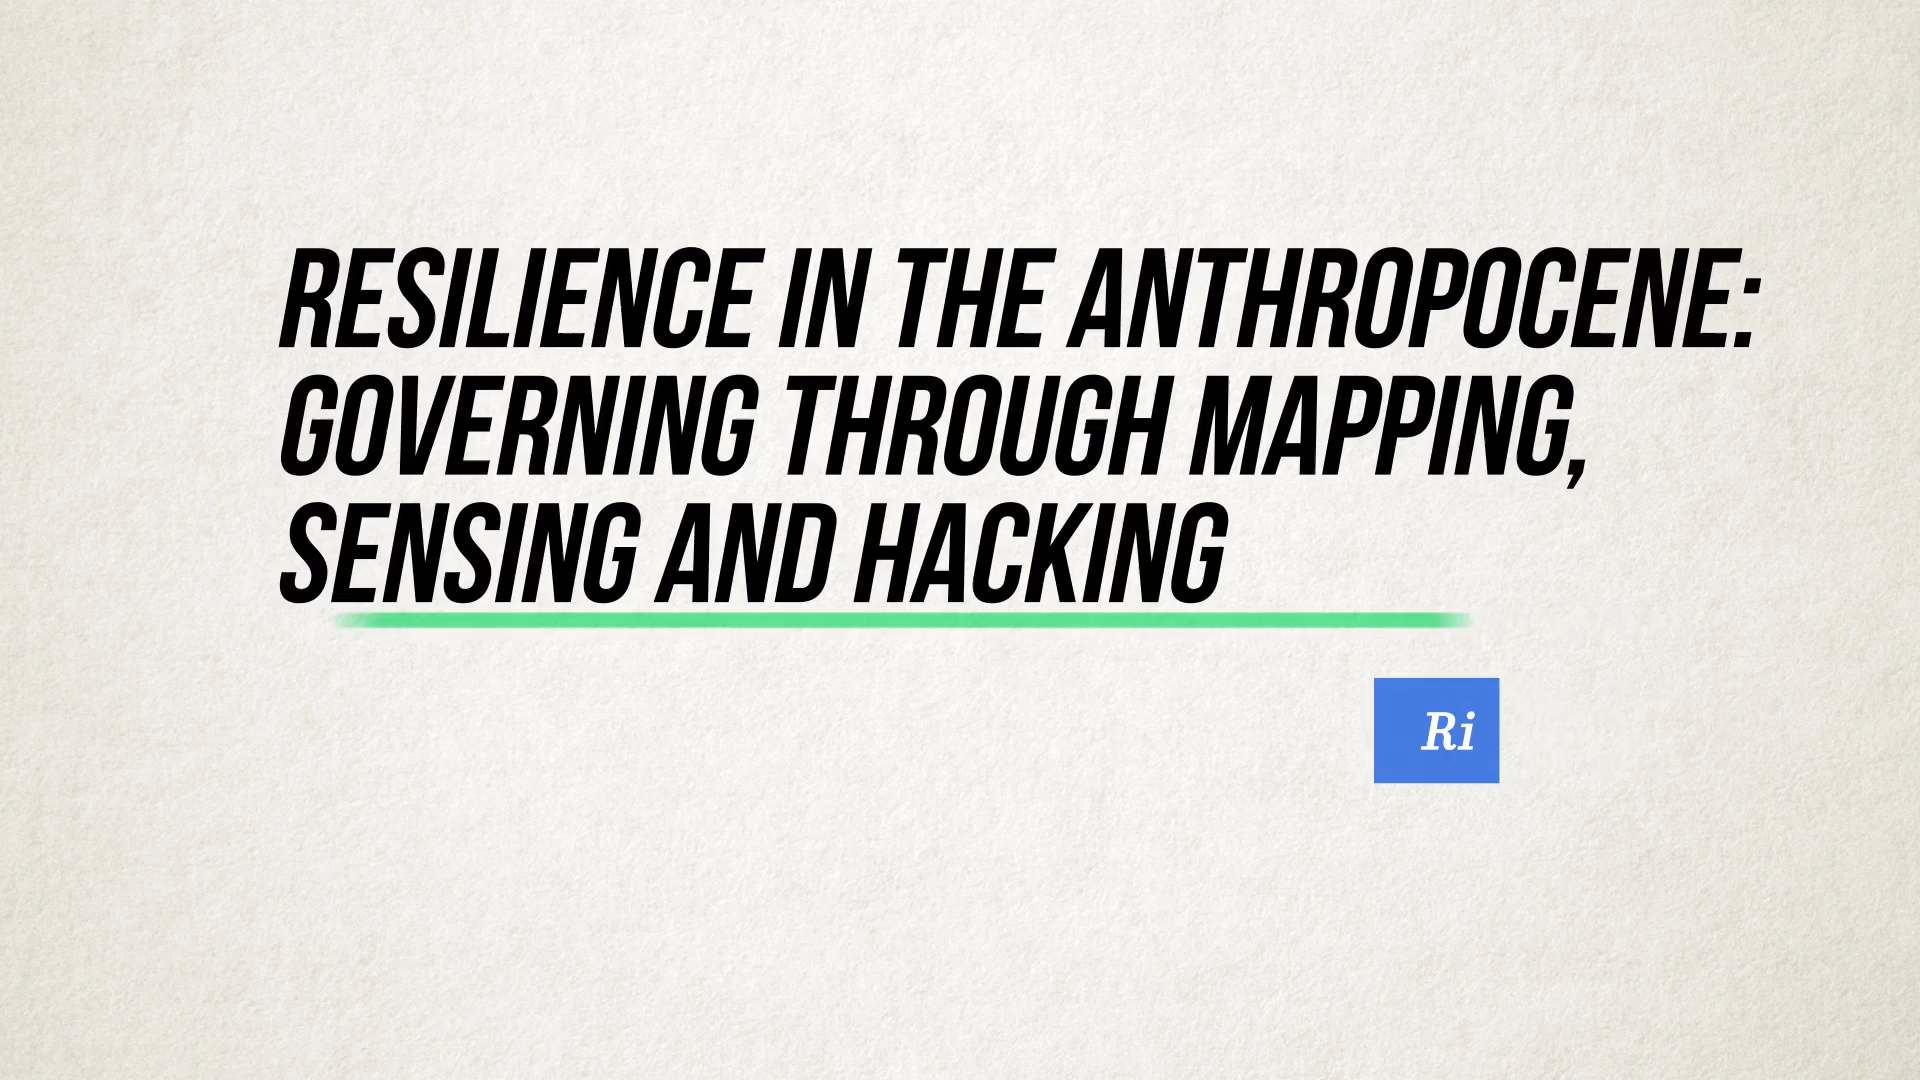 RESILIENCE IN THE ANTHROPOCENE:
GOVERNING THROUGH MAPPING,
SENSING AND HACKING
Ri